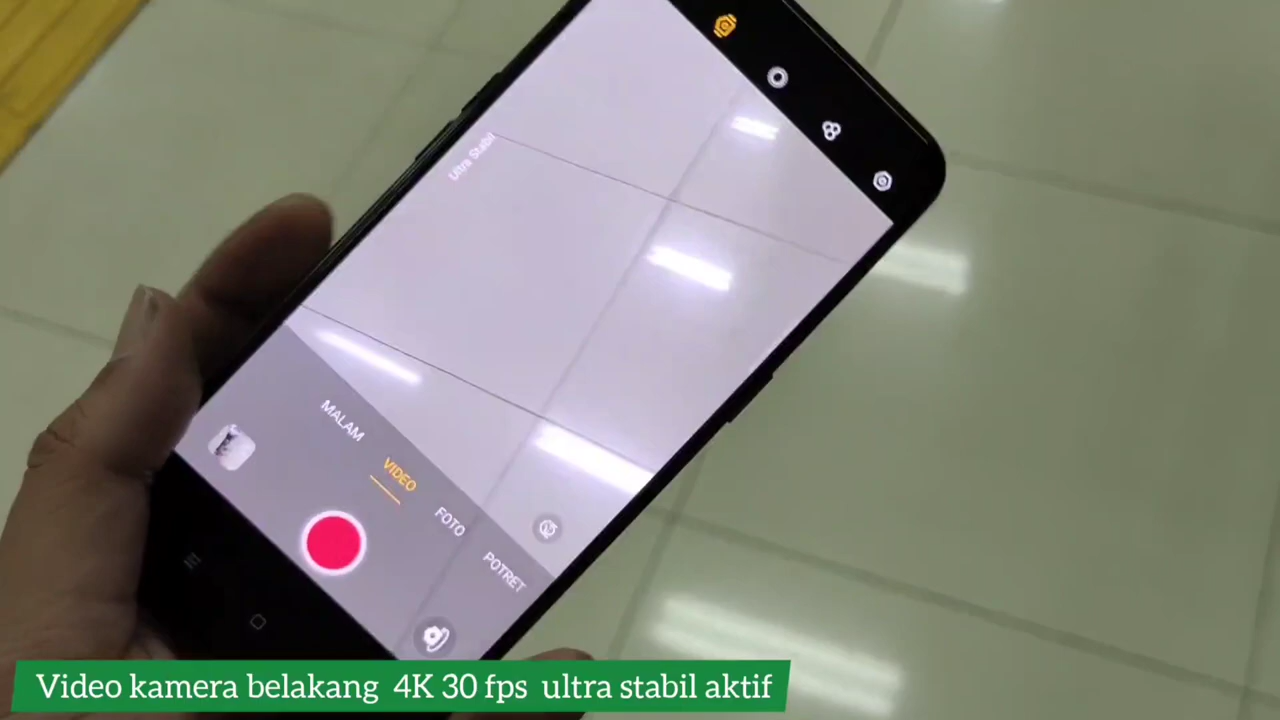 Ultra Stabil
MALAM
VIDEO
FOTO
POTRET
Video kamera belakang 4K 30 fps ultra stabil aktif